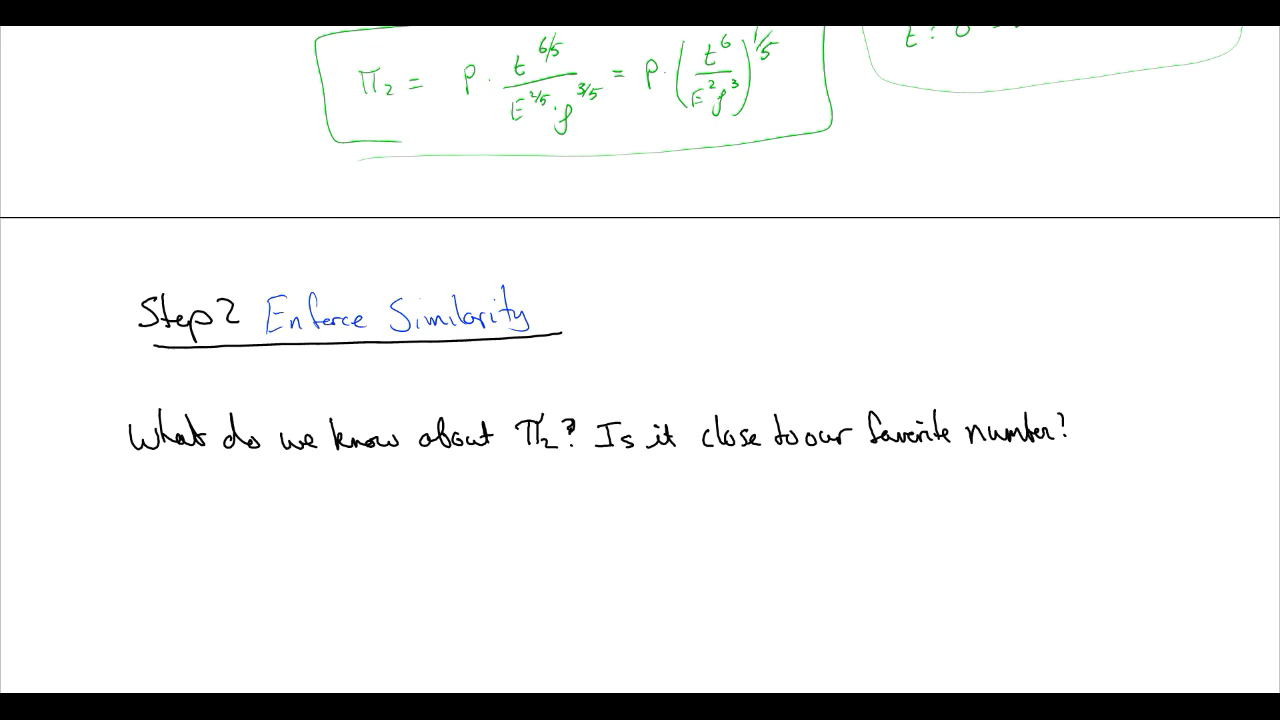 π₂ = p · t^{6/5} / (E^{2/5} · ρ^{3/5}) = p · (t⁶ / (E² ρ³))^{1/5}
Step 2 Enforce Similarity
What do we know about π₂? Is it close to our favorite number?